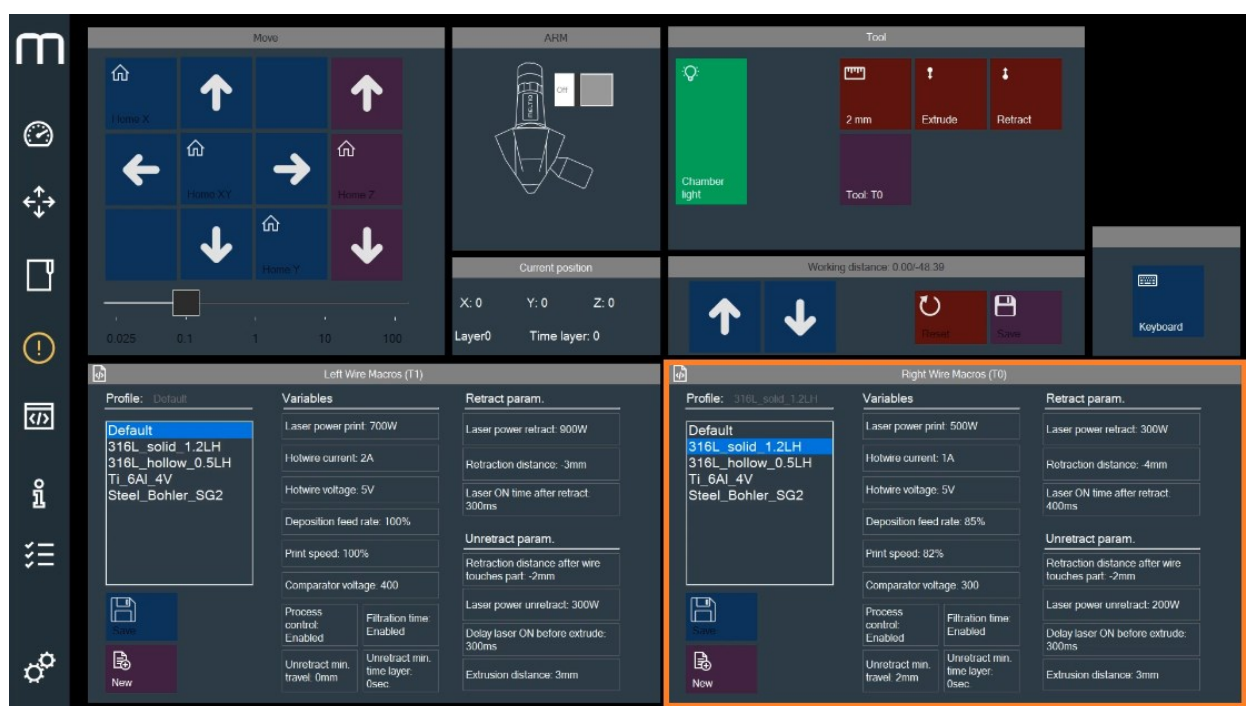 m
Move
Home X
Home XY
Home Z
Home Y
0.025 0.1 1 10 100
ARM
Off
MELTIO
Current position
X: 0 Y: 0 Z: 0
Layer0 Time layer: 0
Tool
Chamber
light
2 mm
Extrude
Retract
Tool: T0
Working distance: 0.00/-48.39
Reset
Save
Keyboard
Left Wire Macros (T1)
Profile: Default
Default
316L_solid_1.2LH
316L_hollow_0.5LH
Ti_6Al_4V
Steel_Bohler_SG2
Save
New
Variables
Laser power print: 700W
Hotwire current: 2A
Hotwire voltage: 5V
Deposition feed rate: 100%
Print speed: 100%
Comparator voltage: 400
Process
control:
Enabled
Filtration time:
Enabled
Unretract min.
travel: 0mm
Unretract min.
time layer:
0sec.
Retract param.
Laser power retract: 900W
Retraction distance: -3mm
Laser ON time after retract:
300ms
Unretract param.
Retraction distance after wire
touches part: -2mm
Laser power unretract: 300W
Delay laser ON before extrude:
300ms
Extrusion distance: 3mm
Right Wire Macros (T0)
Profile: 316L_solid_1.2LH
Default
316L_solid_1.2LH
316L_hollow_0.5LH
Ti_6Al_4V
Steel_Bohler_SG2
Save
New
Variables
Laser power print: 500W
Hotwire current: 1A
Hotwire voltage: 5V
Deposition feed rate: 85%
Print speed: 82%
Comparator voltage: 300
Process
control:
Enabled
Filtration time:
Enabled
Unretract min.
travel: 2mm
Unretract min.
time layer:
0sec.
Retract param.
Laser power retract: 300W
Retraction distance: -4mm
Laser ON time after retract:
400ms
Unretract param.
Retraction distance after wire
touches part: -2mm
Laser power unretract: 200W
Delay laser ON before extrude:
300ms
Extrusion distance: 3mm